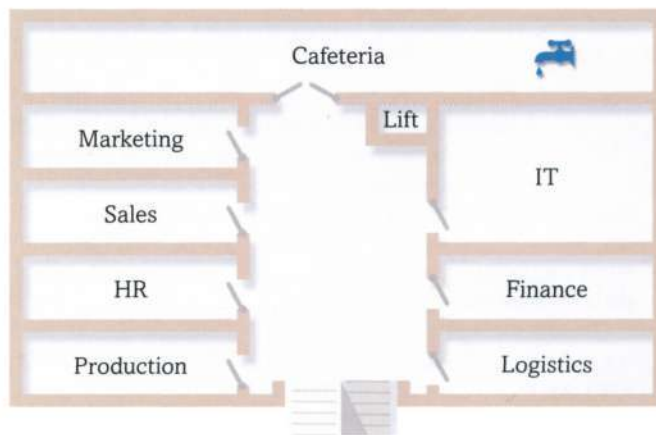 Cafeteria
Lift
Marketing
IT
Sales
HR
Finance
Production
Logistics